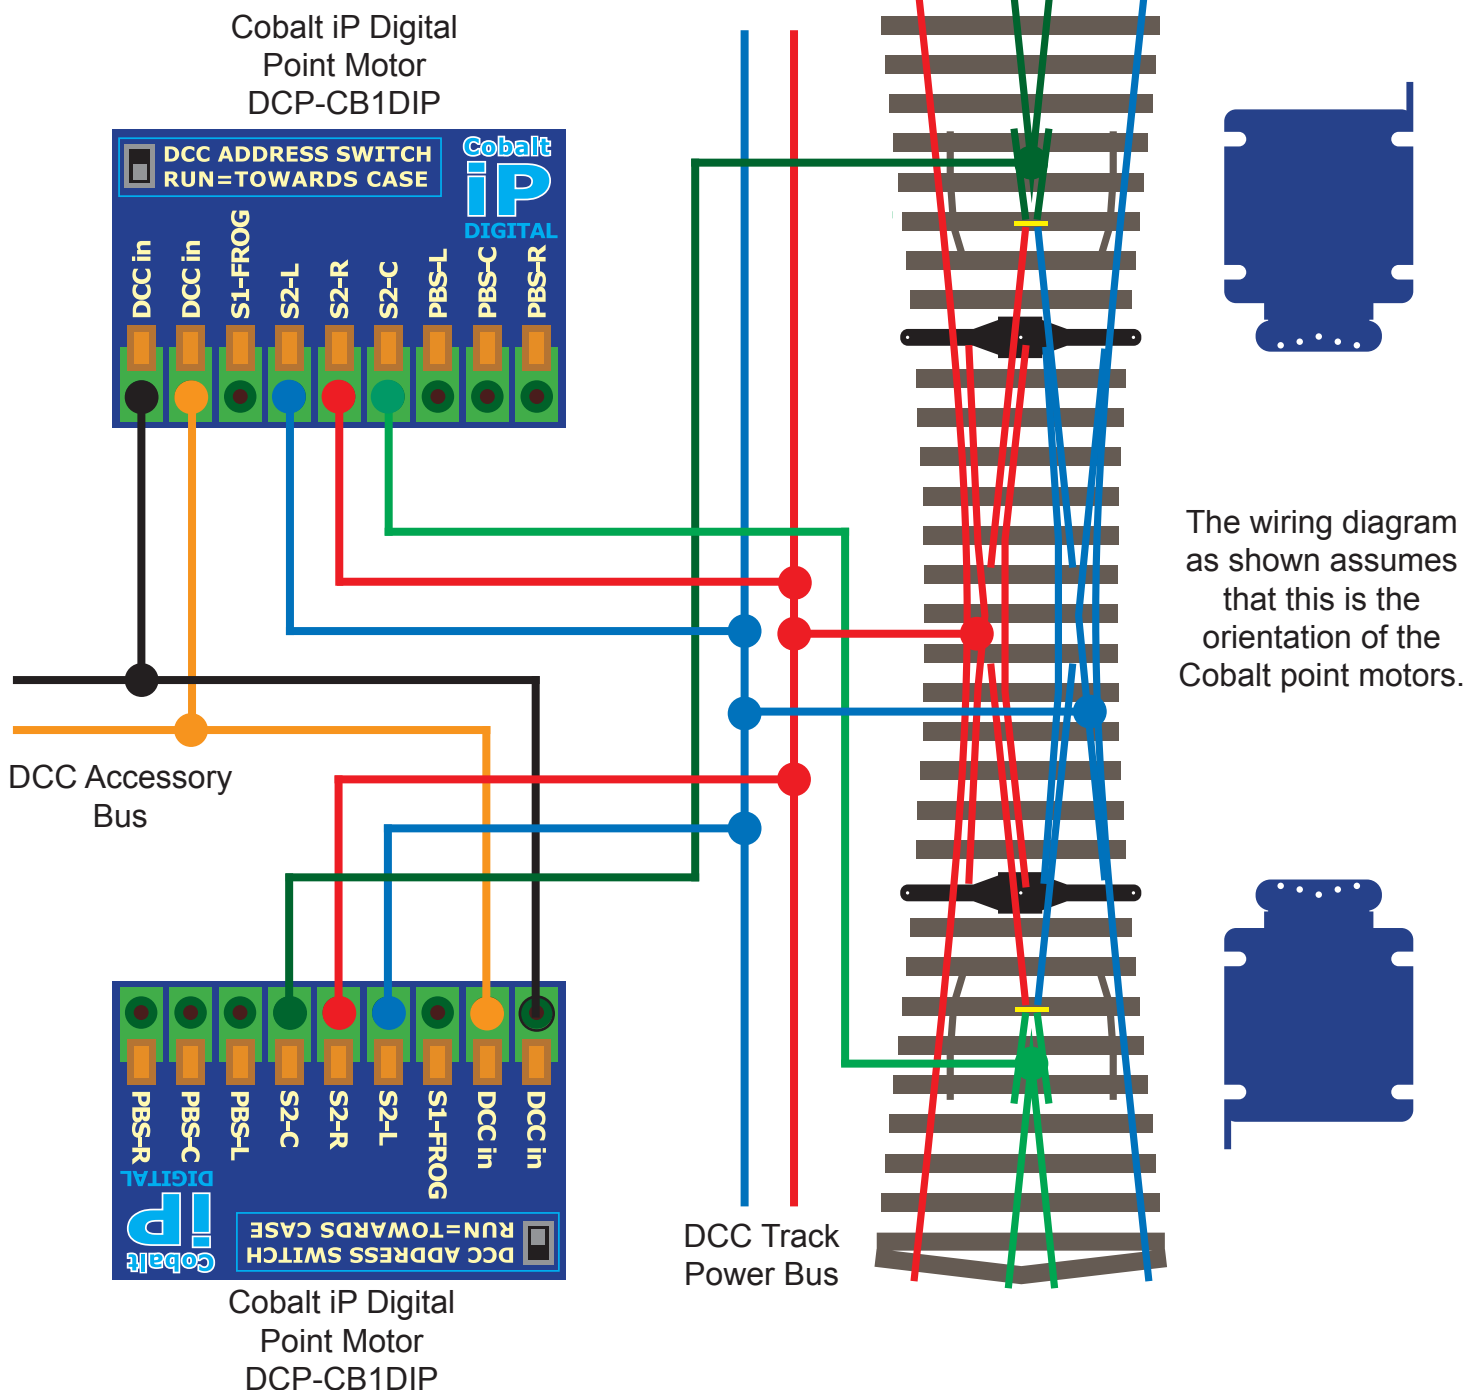 Cobalt iP Digital
Point Motor
DCP-CB1DIP
DCC ADDRESS SWITCH
RUN=TOWARDS CASE
Cobalt
iP
DIGITAL
DCC in
DCC in
S1-FROG
S2-L
S2-R
S2-C
PBS-L
PBS-C
PBS-R
The wiring diagram
as shown assumes
that this is the
orientation of the
Cobalt point motors.
DCC Accessory
Bus
PBS-R
PBS-C
PBS-L
S2-C
S2-R
S2-L
S1-FROG
DCC in
DCC in
DCC ADDRESS SWITCH
RUN=TOWARDS CASE
Cobalt
iP
DIGITAL
DCC Track
Power Bus
Cobalt iP Digital
Point Motor
DCP-CB1DIP